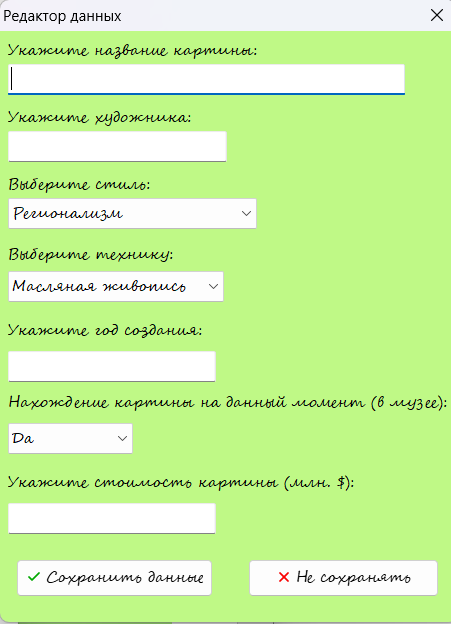 Редактор данных
Укажите название картины:
Укажите художника:
Выберите стиль:
Регионализм
Выберите технику:
Масляная живопись
Укажите год создания:
Нахождение картины на данный момент (в музее):
Да
Укажите стоимость картины (млн. $):
Сохранить данные
Не сохранять